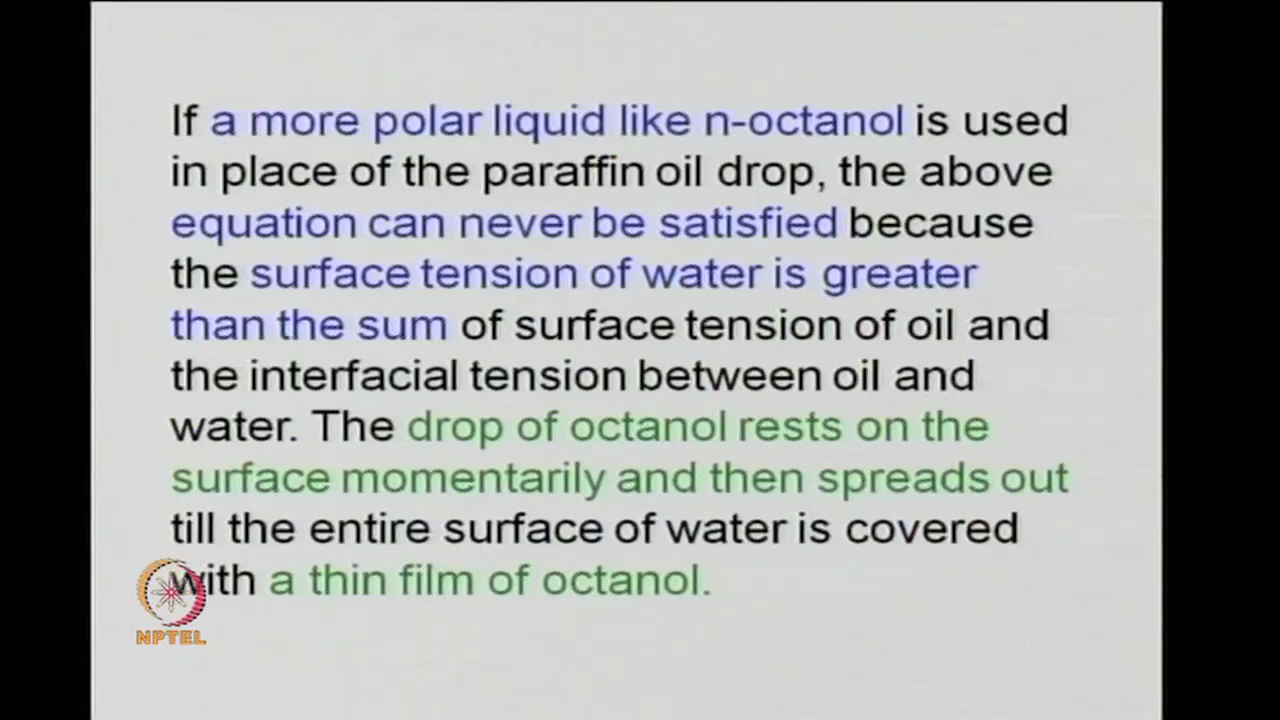 If a more polar liquid like n-octanol is used
in place of the paraffin oil drop, the above
equation can never be satisfied because
the surface tension of water is greater
than the sum of surface tension of oil and
the interfacial tension between oil and
water. The drop of octanol rests on the
surface momentarily and then spreads out
till the entire surface of water is covered
with a thin film of octanol.
NPTEL